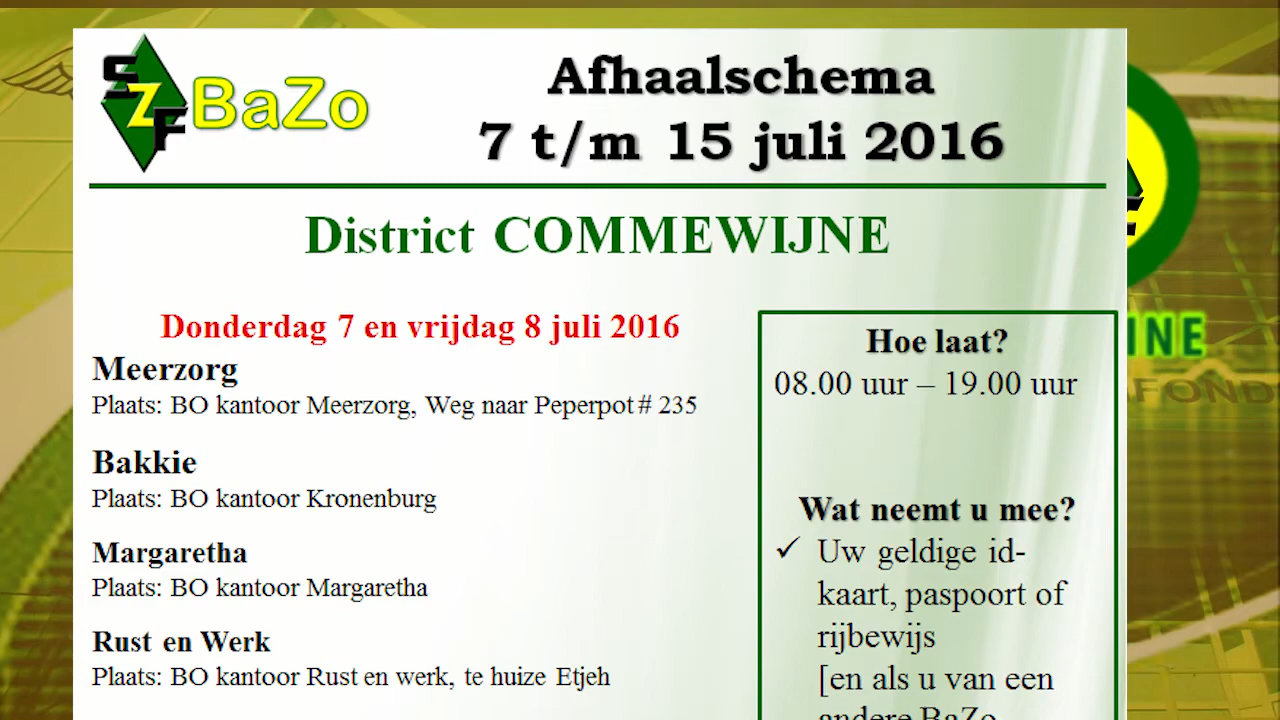 SZF BaZo
Afhaalschema
7 t/m 15 juli 2016
District COMMEWIJNE
Donderdag 7 en vrijdag 8 juli 2016
Meerzorg
Plaats: BO kantoor Meerzorg, Weg naar Peperpot # 235
Bakkie
Plaats: BO kantoor Kronenburg
Margaretha
Plaats: BO kantoor Margaretha
Rust en Werk
Plaats: BO kantoor Rust en werk, te huize Etjeh
Hoe laat?
08.00 uur – 19.00 uur
Wat neemt u mee?
✓ Uw geldige id-
kaart, paspoort of
rijbewijs
[en als u van een
andere BaZo
INE
FOND